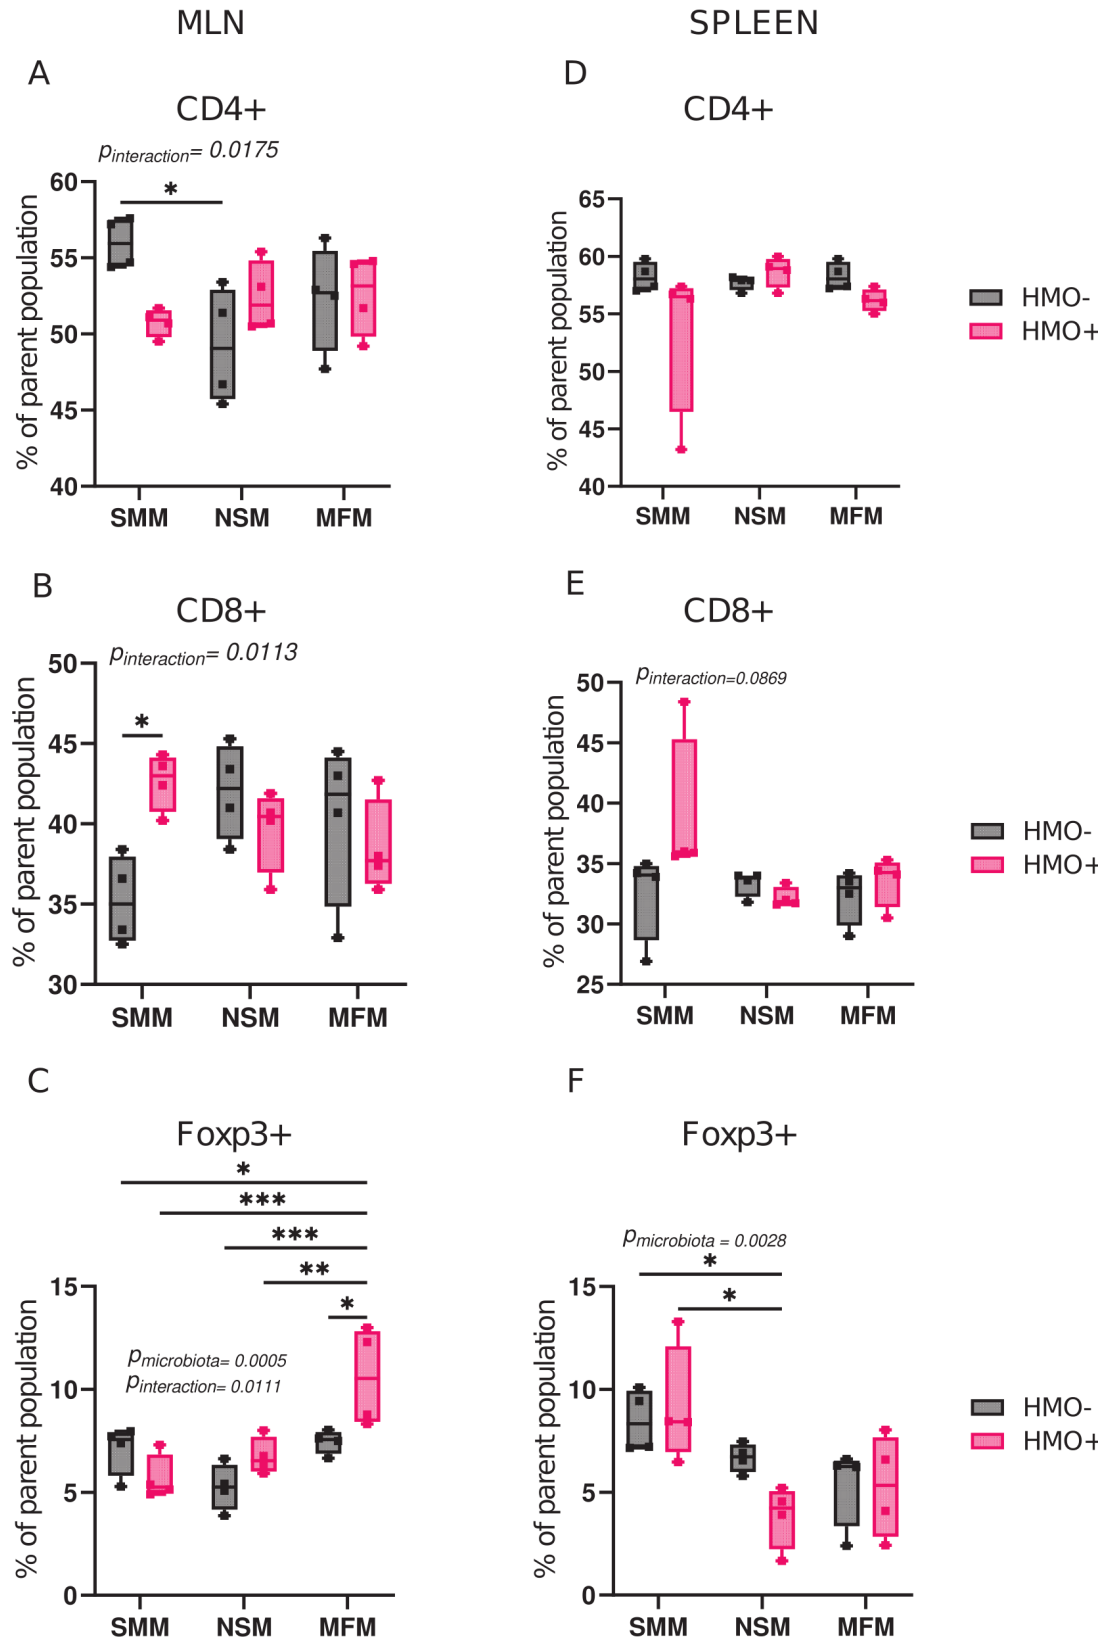 MLN
SPLEEN
A
CD4+
pinteraction= 0.0175
*
% of parent population
60
55
50
45
40
SMM NSM MFM
D
CD4+
% of parent population
65
60
55
50
45
40
SMM NSM MFM
HMO-
HMO+
B
CD8+
pinteraction= 0.0113
*
% of parent population
50
45
40
35
30
SMM NSM MFM
E
CD8+
pinteraction=0.0869
% of parent population
50
45
40
35
30
25
SMM NSM MFM
HMO-
HMO+
C
Foxp3+
*
***
***
**
*
pmicrobiota= 0.0005
pinteraction= 0.0111
% of parent population
15
10
5
0
SMM NSM MFM
F
Foxp3+
pmicrobiota = 0.0028
*
*
% of parent population
15
10
5
0
SMM NSM MFM
HMO-
HMO+